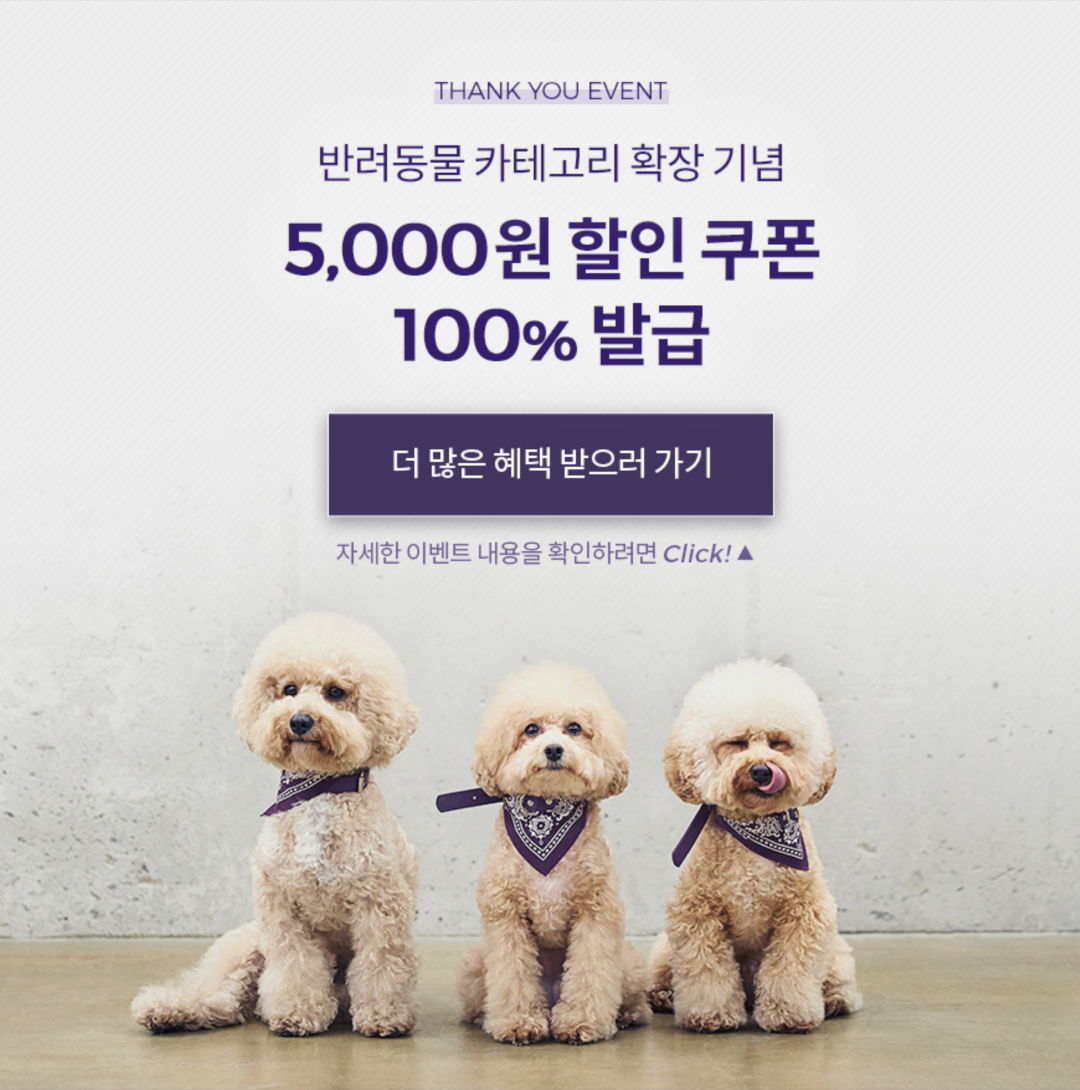 THANK YOU EVENT
반려동물 카테고리 확장 기념
5,000원 할인 쿠폰
100% 발급
더 많은 혜택 받으러 가기
자세한 이벤트 내용을 확인하려면 Click! ▲